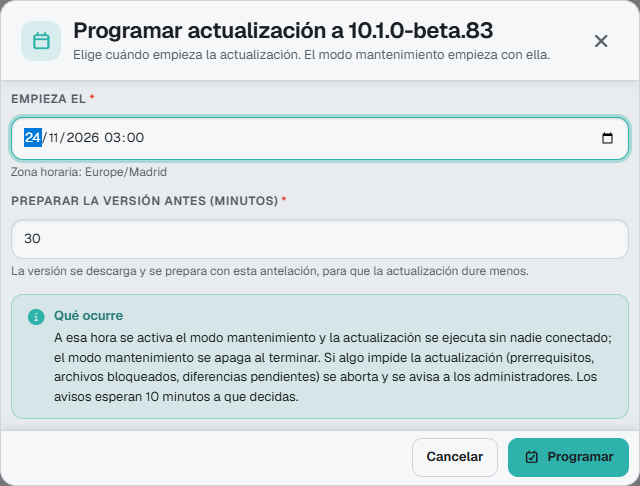 Programar actualización a 10.1.0-beta.83
Elige cuándo empieza la actualización. El modo mantenimiento empieza con ella.
EMPIEZA EL *
24/11/2026 03:00
Zona horaria: Europe/Madrid
PREPARAR LA VERSIÓN ANTES (MINUTOS) *
30
La versión se descarga y se prepara con esta antelación, para que la actualización dure menos.
Qué ocurre
A esa hora se activa el modo mantenimiento y la actualización se ejecuta sin nadie conectado;
el modo mantenimiento se apaga al terminar. Si algo impide la actualización (prerrequisitos,
archivos bloqueados, diferencias pendientes) se aborta y se avisa a los administradores. Los
avisos esperan 10 minutos a que decidas.
Cancelar
Programar